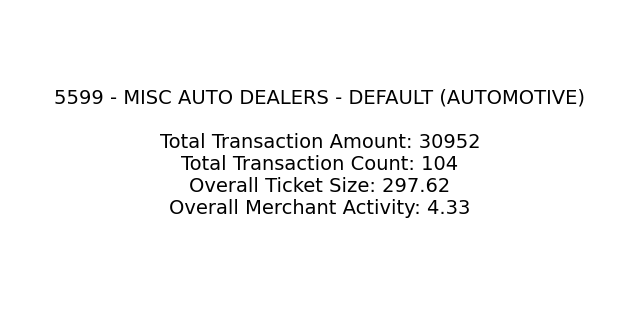 5599 - MISC AUTO DEALERS - DEFAULT (AUTOMOTIVE)
Total Transaction Amount: 30952
Total Transaction Count: 104
Overall Ticket Size: 297.62
Overall Merchant Activity: 4.33